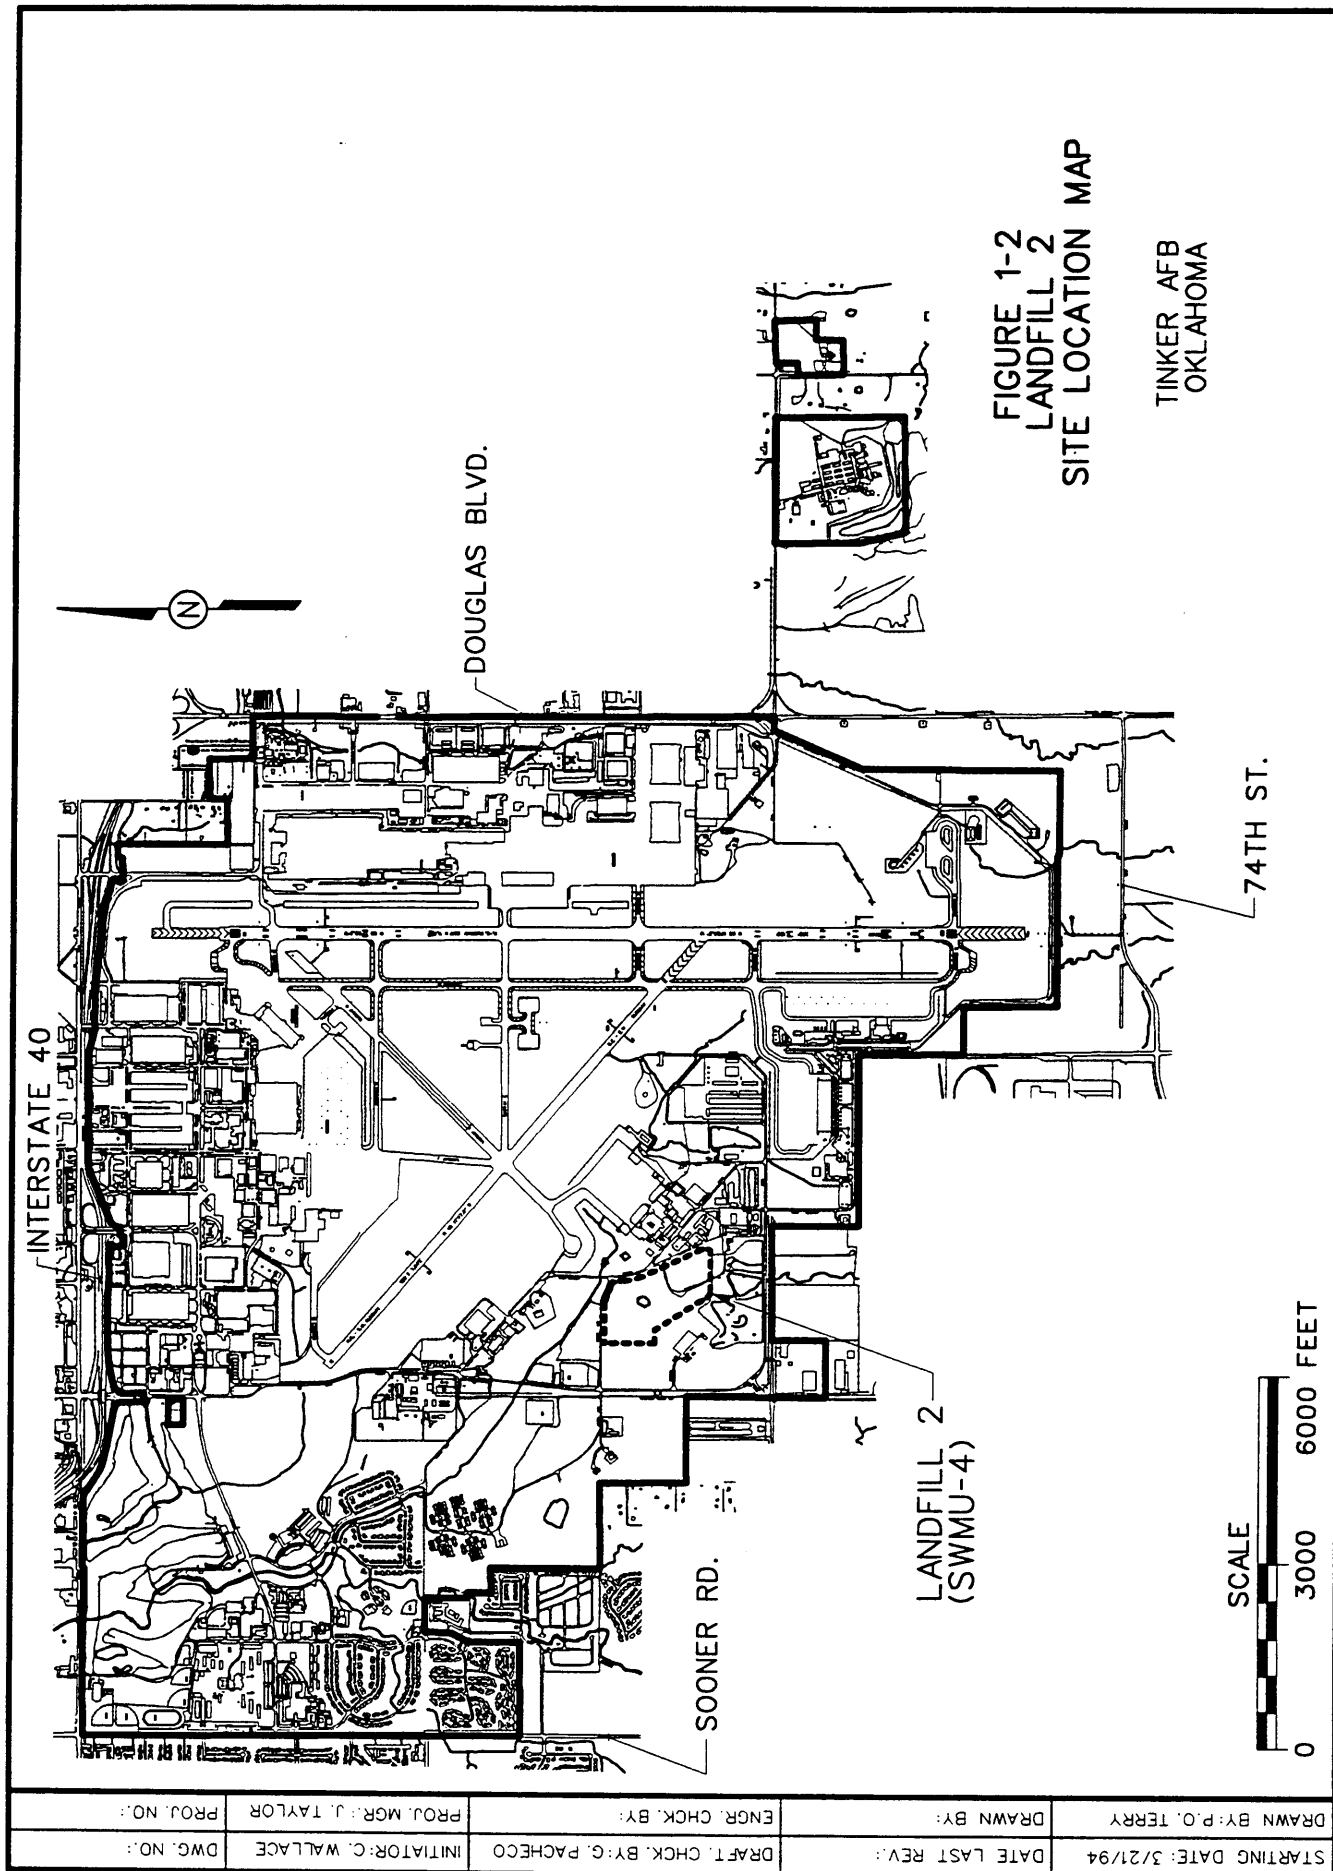 INTERSTATE 40
N
DOUGLAS BLVD.
74TH ST.
SOONER RD.
LANDFILL 2
(SWMU-4)
SCALE
0 3000 6000 FEET
FIGURE 1-2
LANDFILL 2
SITE LOCATION MAP
TINKER AFB
OKLAHOMA
STARTING DATE: 3/21/94
DATE LAST REV.:
DRAFT. CHCK. BY: G. PACHECO
INITIATOR: C. WALLACE
DWG. NO.:
DRAWN BY: P.O. TERRY
DRAWN BY:
ENGR. CHCK. BY:
PROJ. MGR.: J. TAYLOR
PROJ. NO.: